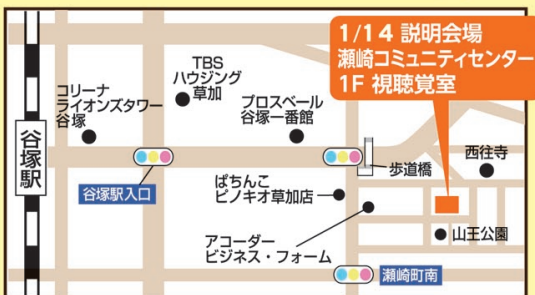 1/14 説明会場
瀬崎コミュニティセンター
1F 視聴覚室
TBS
ハウジング
草加
コリーナ
ライオンズタワー
谷塚
プロスペール
谷塚一番館
谷塚駅
谷塚駅入口
歩道橋
西往寺
ぱちんこ
ピノキオ草加店
山王公園
アコーダー
ビジネス・フォーム
瀬崎町南